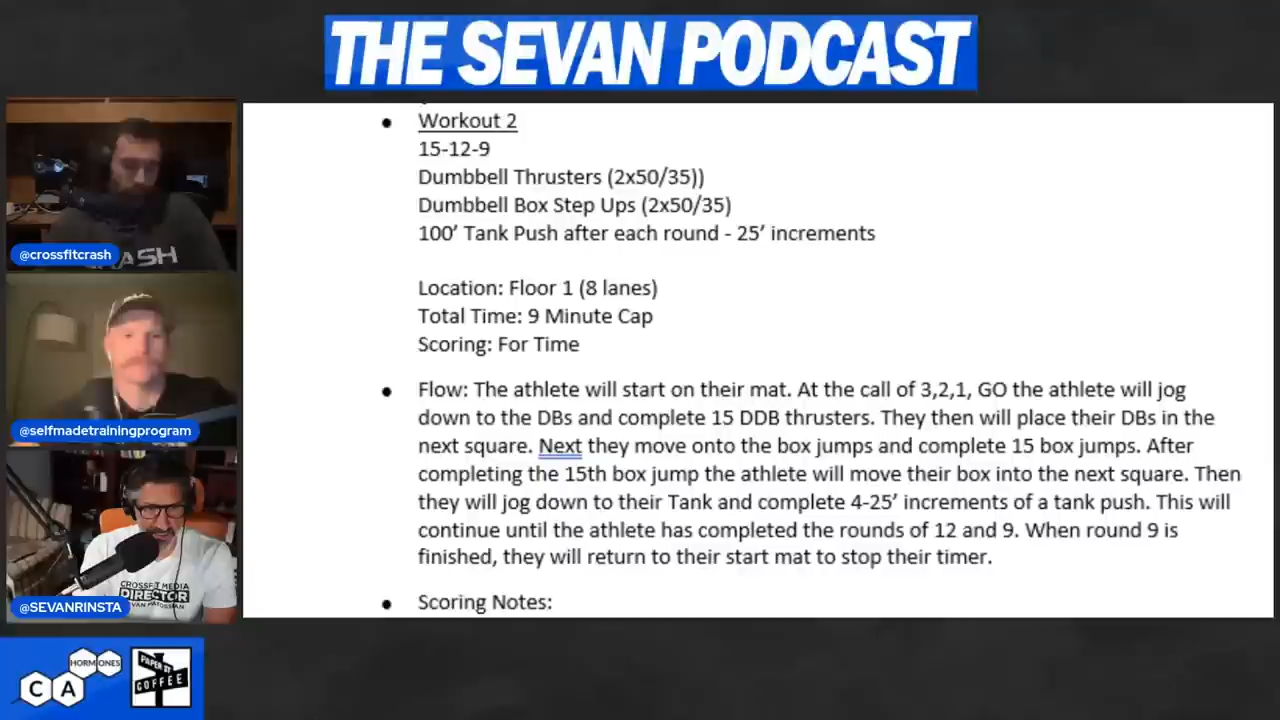 THE SEVAN PODCAST
Workout 2
15-12-9
Dumbbell Thrusters (2x50/35))
Dumbbell Box Step Ups (2x50/35)
100’ Tank Push after each round - 25’ increments
Location: Floor 1 (8 lanes)
Total Time: 9 Minute Cap
Scoring: For Time
Flow: The athlete will start on their mat. At the call of 3,2,1, GO the athlete will jog
down to the DBs and complete 15 DDB thrusters. They then will place their DBs in the
next square. Next they move onto the box jumps and complete 15 box jumps. After
completing the 15th box jump the athlete will move their box into the next square. Then
they will jog down to their Tank and complete 4-25’ increments of a tank push. This will
continue until the athlete has completed the rounds of 12 and 9. When round 9 is
finished, they will return to their start mat to stop their timer.
Scoring Notes:
@crossfitcrash
@selfmadetrainingprogram
CROSSFIT MEDIA
DIRECTOR
@SEVANRINSTA
CA
HORMONES
PAPER ST
COFFEE